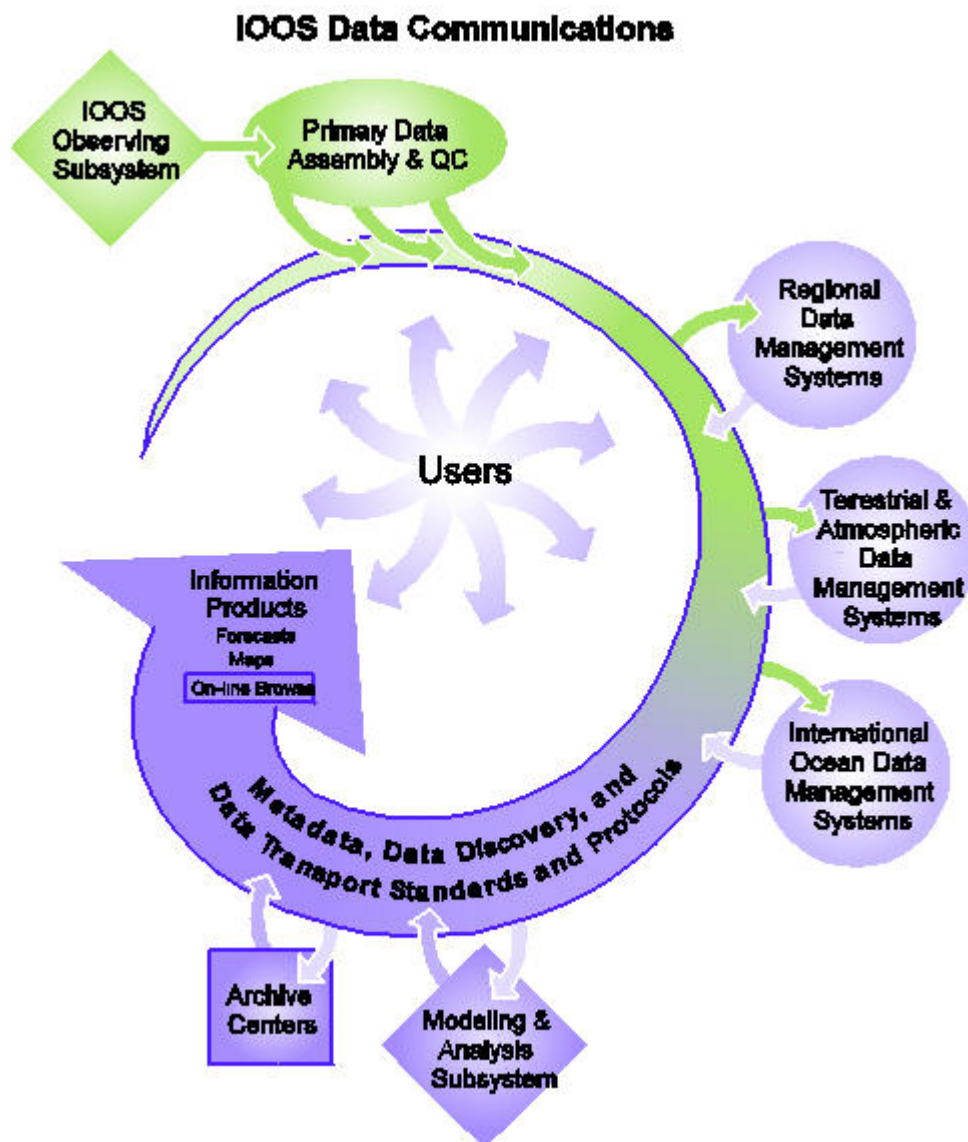 IOOS Data Communications
IOOS
Observing
Subsystem
Primary Data
Assembly & QC
Regional
Data
Management
Systems
Users
Terrestrial &
Atmospheric
Data
Management
Systems
Information
Products
Forecasts
Maps
On-line Browse
International
Ocean Data
Management
Systems
Metadata, Data Discovery, and
Data Transport Standards and Protocols
Archive
Centers
Modeling &
Analysis
Subsystem